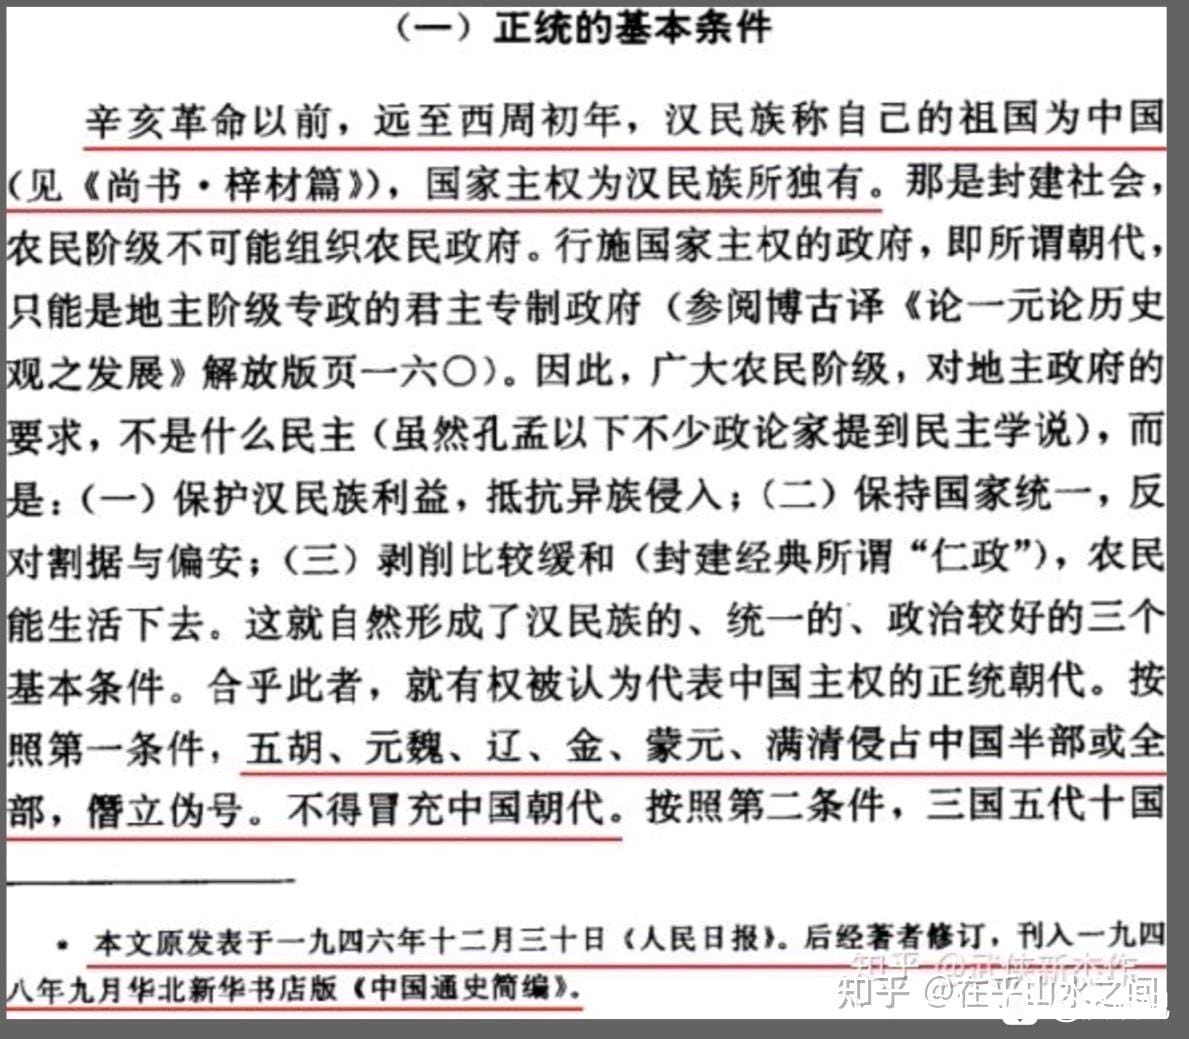 （一）正统的基本条件
辛亥革命以前，远至西周初年，汉民族称自己的祖国为中国
（见《尚书·梓材篇》），国家主权为汉民族所独有。那是封建社会，
农民阶级不可能组织农民政府。行施国家主权的政府，即所谓朝代，
只能是地主阶级专政的君主专制政府（参阅博古译《论一元论历史
观之发展》解放版页一六〇）。因此，广大农民阶级，对地主政府的
要求，不是什么民主（虽然孔孟以下不少政论家提到民主学说），而
是：（一）保护汉民族利益，抵抗异族侵入；（二）保持国家统一，反
对割据与偏安；（三）剥削比较缓和（封建经典所谓“仁政”），农民
能生活下去。这就自然形成了汉民族的、统一的、政治较好的三个
基本条件。合乎此者，就有权被认为代表中国主权的正统朝代。按
照第一条件，五胡、元魏、辽、金、蒙元、满清侵占中国半部或全
部，僭立伪号。不得冒充中国朝代。按照第二条件，三国五代十国
• 本文原发表于一九四六年十二月三十日《人民日报》。后经著者修订，刊入一九四
八年九月华北新华书店版《中国通史简编》。
知乎 @武侠新杰作
知乎 @在平山水之间